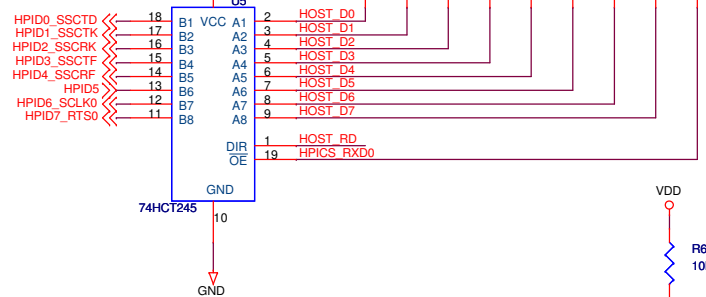 U5
HPID0_SSCTD 18 B1 VCC A1 2 HOST_D0
HPID1_SSCTK 17 B2 A2 3 HOST_D1
HPID2_SSCRK 16 B3 A3 4 HOST_D2
HPID3_SSCTF 15 B4 A4 5 HOST_D3
HPID4_SSCRF 14 B5 A5 6 HOST_D4
HPID5 13 B6 A6 7 HOST_D5
HPID6_SCLK0 12 B7 A7 8 HOST_D6
HPID7_RTS0 11 B8 A8 9 HOST_D7
DIR 1 HOST_RD
OE 19 HPICS_RXD0
GND
VDD
74HCT245
10
R6
GND